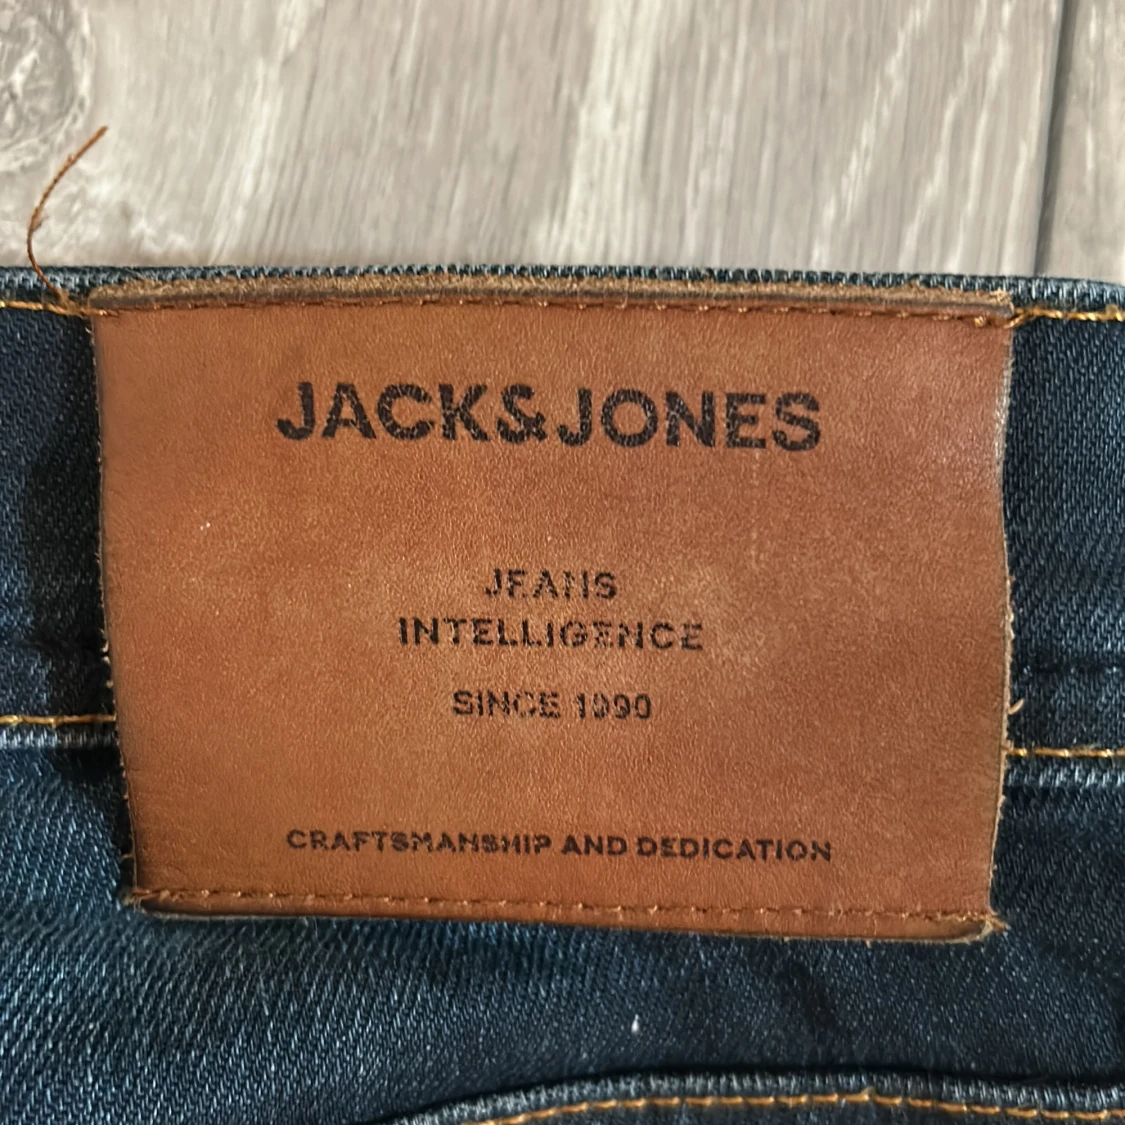 JACK&JONES
JEANS
INTELLIGENCE
SINCE 1990
CRAFTSMANSHIP AND DEDICATION